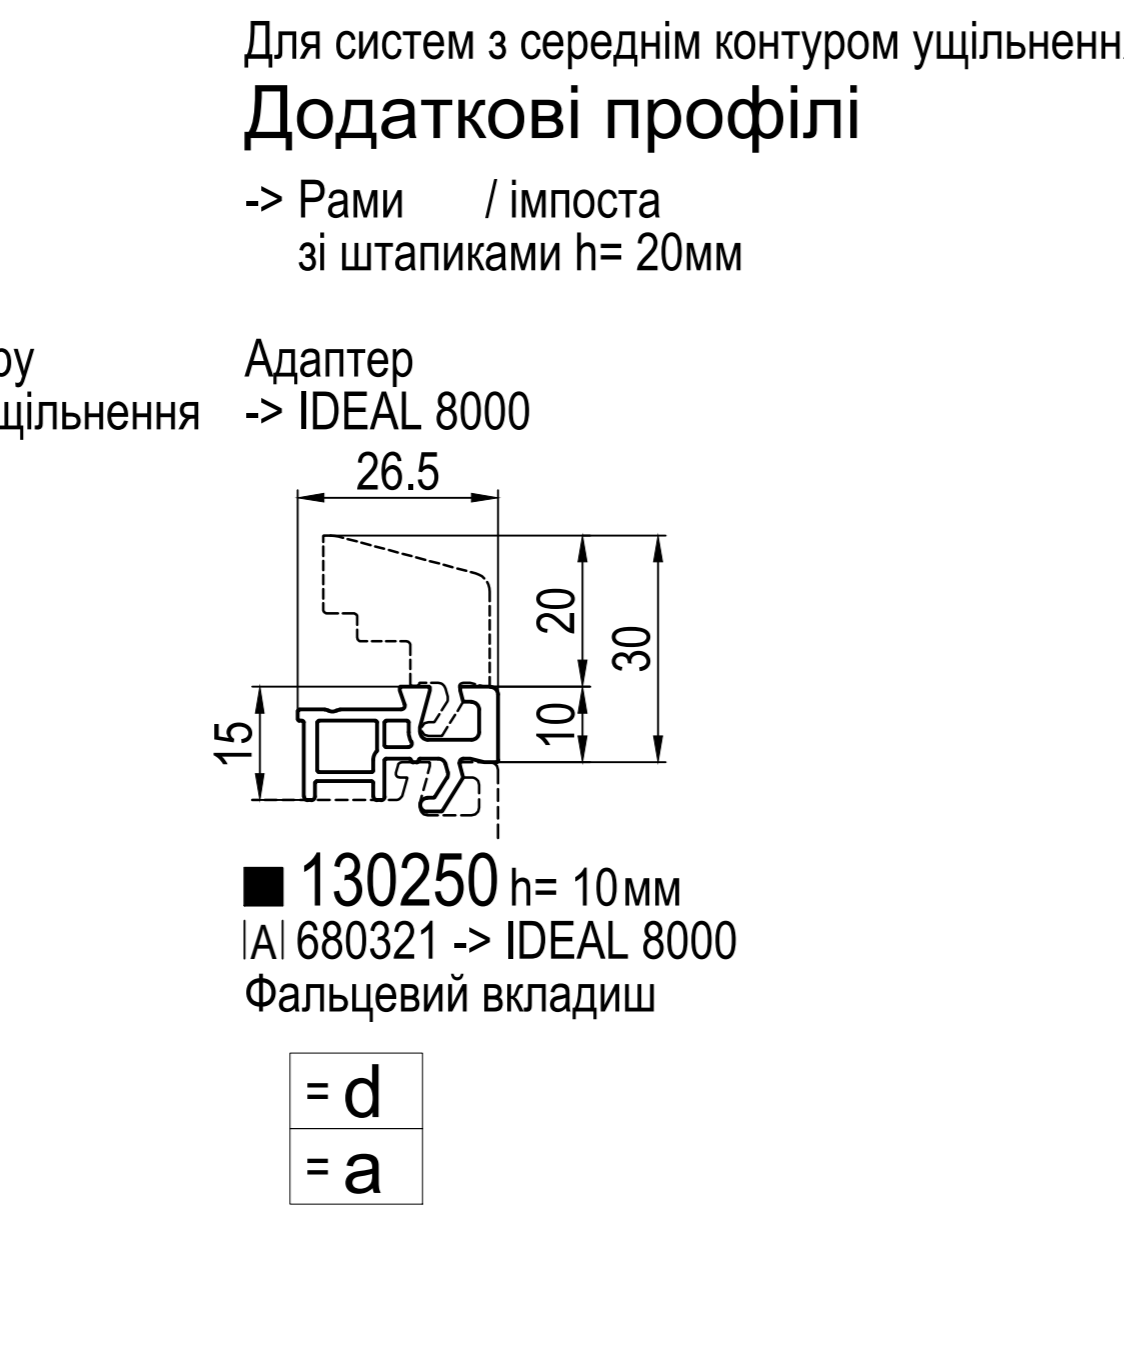 Для систем з середнім контуром ущільненн
Додаткові профілі
-> Рами / імпоста
зі штапиками h= 20мм
ру
щільнення
Адаптер
-> IDEAL 8000
26.5
20
30
15
10
130250 h= 10мм
|A| 680321 -> IDEAL 8000
Фальцевий вкладиш
= d
= a